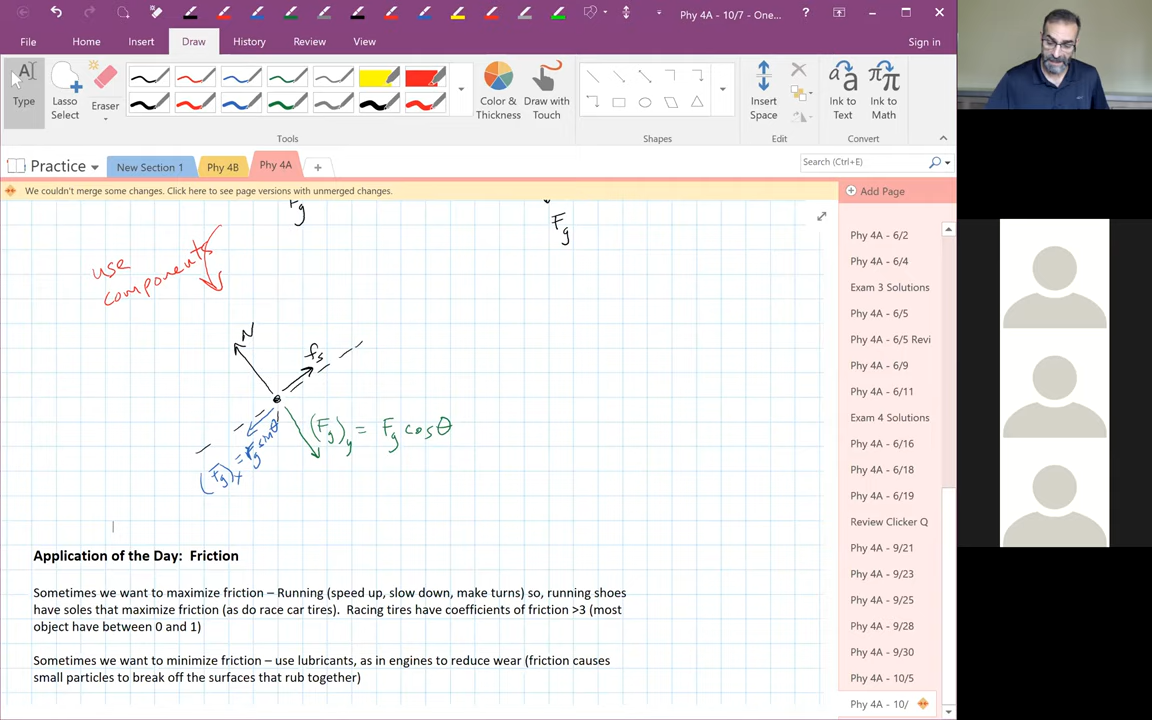 Phy 4A - 10/7 - One...
File Home Insert Draw History Review View
Sign in
Type
Lasso Select
Eraser
Color & Thickness
Draw with Touch
Insert Space
Ink to Text
Ink to Math
Tools
Shapes
Edit
Convert
Practice
New Section 1
Phy 4B
Phy 4A
Search (Ctrl+E)
We couldn't merge some changes. Click here to see page versions with unmerged changes.
Add Page
Fg
Fg
use
components
N
fs
(Fg)y = Fg cosθ
(Fg)x = Fg sinθ
Application of the Day: Friction
Sometimes we want to maximize friction – Running (speed up, slow down, make turns) so, running shoes
have soles that maximize friction (as do race car tires). Racing tires have coefficients of friction >3 (most
object have between 0 and 1)
Sometimes we want to minimize friction – use lubricants, as in engines to reduce wear (friction causes
small particles to break off the surfaces that rub together)
Phy 4A - 6/2
Phy 4A - 6/4
Exam 3 Solutions
Phy 4A - 6/5
Phy 4A - 6/5 Revi
Phy 4A - 6/9
Phy 4A - 6/11
Exam 4 Solutions
Phy 4A - 6/16
Phy 4A - 6/18
Phy 4A - 6/19
Review Clicker Q
Phy 4A - 9/21
Phy 4A - 9/23
Phy 4A - 9/25
Phy 4A - 9/28
Phy 4A - 9/30
Phy 4A - 10/5
Phy 4A - 10/